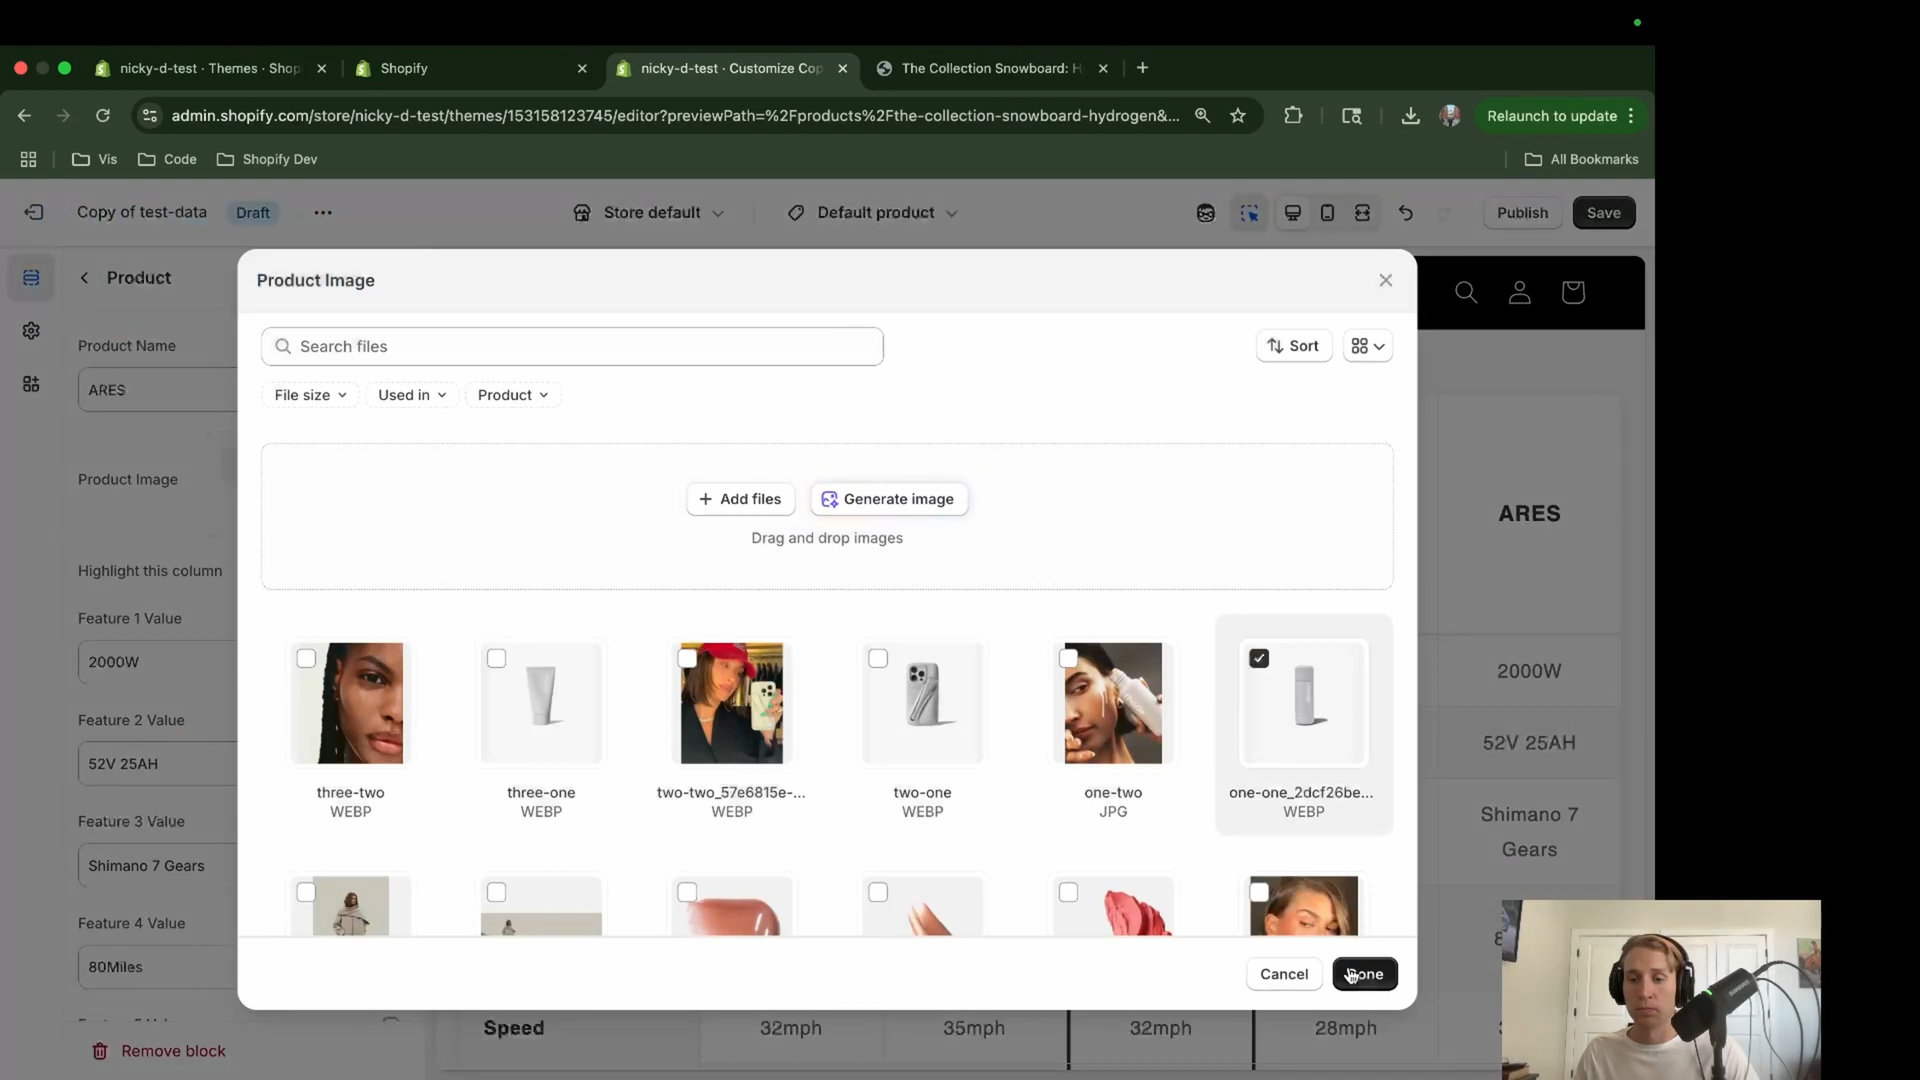 nicky-d-test · Themes · Shop
Shopify
nicky-d-test · Customize Cop
The Collection Snowboard: H
admin.shopify.com/store/nicky-d-test/themes/153158123745/editor?previewPath=%2Fproducts%2Fthe-collection-snowboard-hydrogen&...
Relaunch to update
Vis
Code
Shopify Dev
All Bookmarks
Copy of test-data
Draft
Store default
Default product
Publish
Save
Product
Product Name
ARES
Product Image
Highlight this column
Feature 1 Value
2000W
Feature 2 Value
52V 25AH
Feature 3 Value
Shimano 7 Gears
Feature 4 Value
80Miles
Remove block
Product Image
Search files
Sort
File size
Used in
Product
Add files
Generate image
Drag and drop images
three-two
WEBP
three-one
WEBP
two-two_57e6815e-...
WEBP
two-one
WEBP
one-two
JPG
one-one_2dcf26be...
WEBP
Cancel
ARES
2000W
52V 25AH
Shimano 7
Gears
Speed
32mph
35mph
32mph
28mph